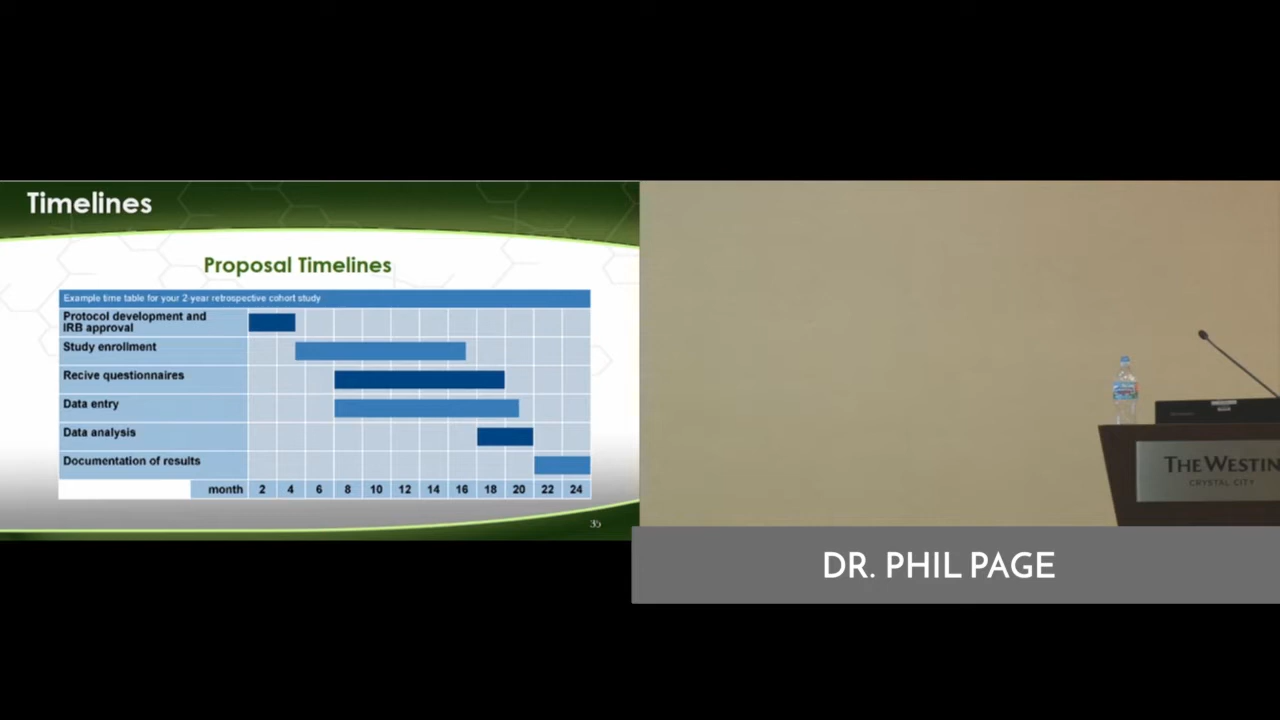 Timelines
Proposal Timelines
Example time table for your 2-year retrospective cohort study
Protocol development and
IRB approval
Study enrollment
Recive questionnaires
Data entry
Data analysis
Documentation of results
month 2 4 6 8 10 12 14 16 18 20 22 24
35
THE WESTIN
CRYSTAL CITY
DR. PHIL PAGE